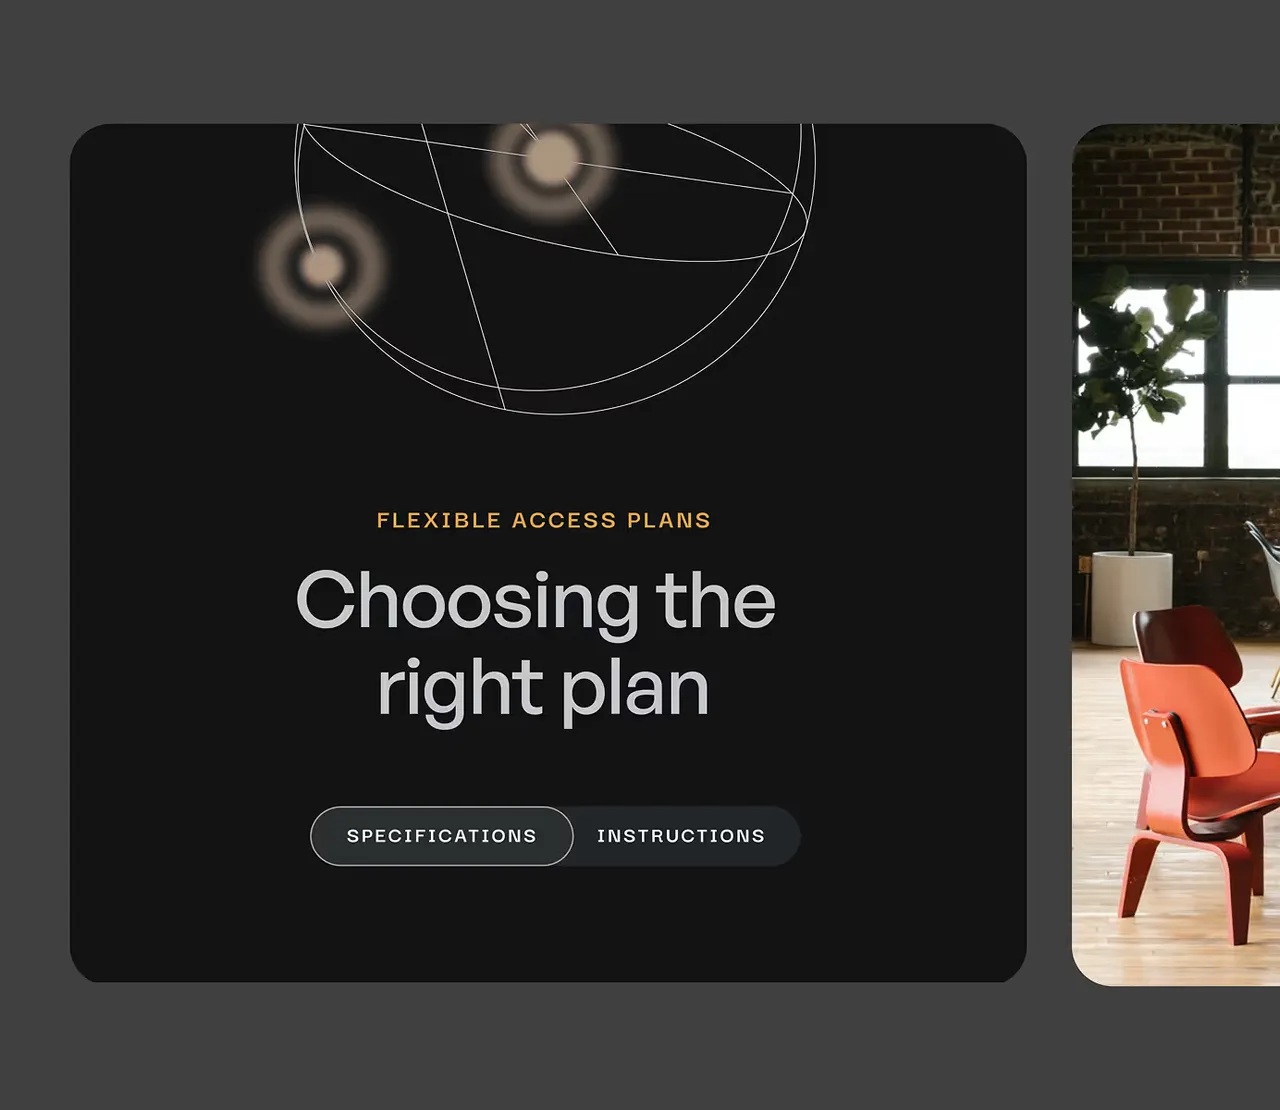 FLEXIBLE ACCESS PLANS
Choosing the
right plan
SPECIFICATIONS
INSTRUCTIONS